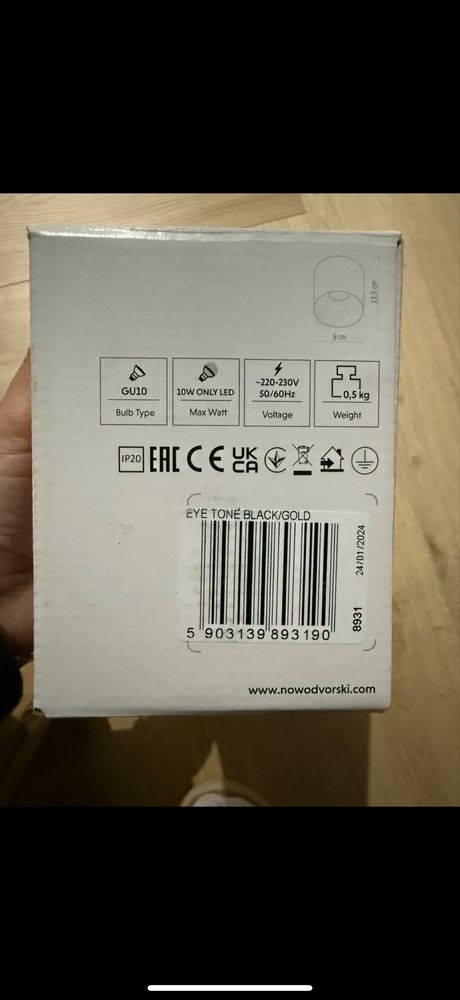 11,5 cm
9 cm
GU10
Bulb Type
10W ONLY LED
Max Watt
~220-230V
50/60Hz
Voltage
0,5 kg
Weight
IP20 EAC CE UK
CA
EYE TONE BLACK/GOLD
5 903139 893190
8931 24/01/2024
www.nowodvorski.com